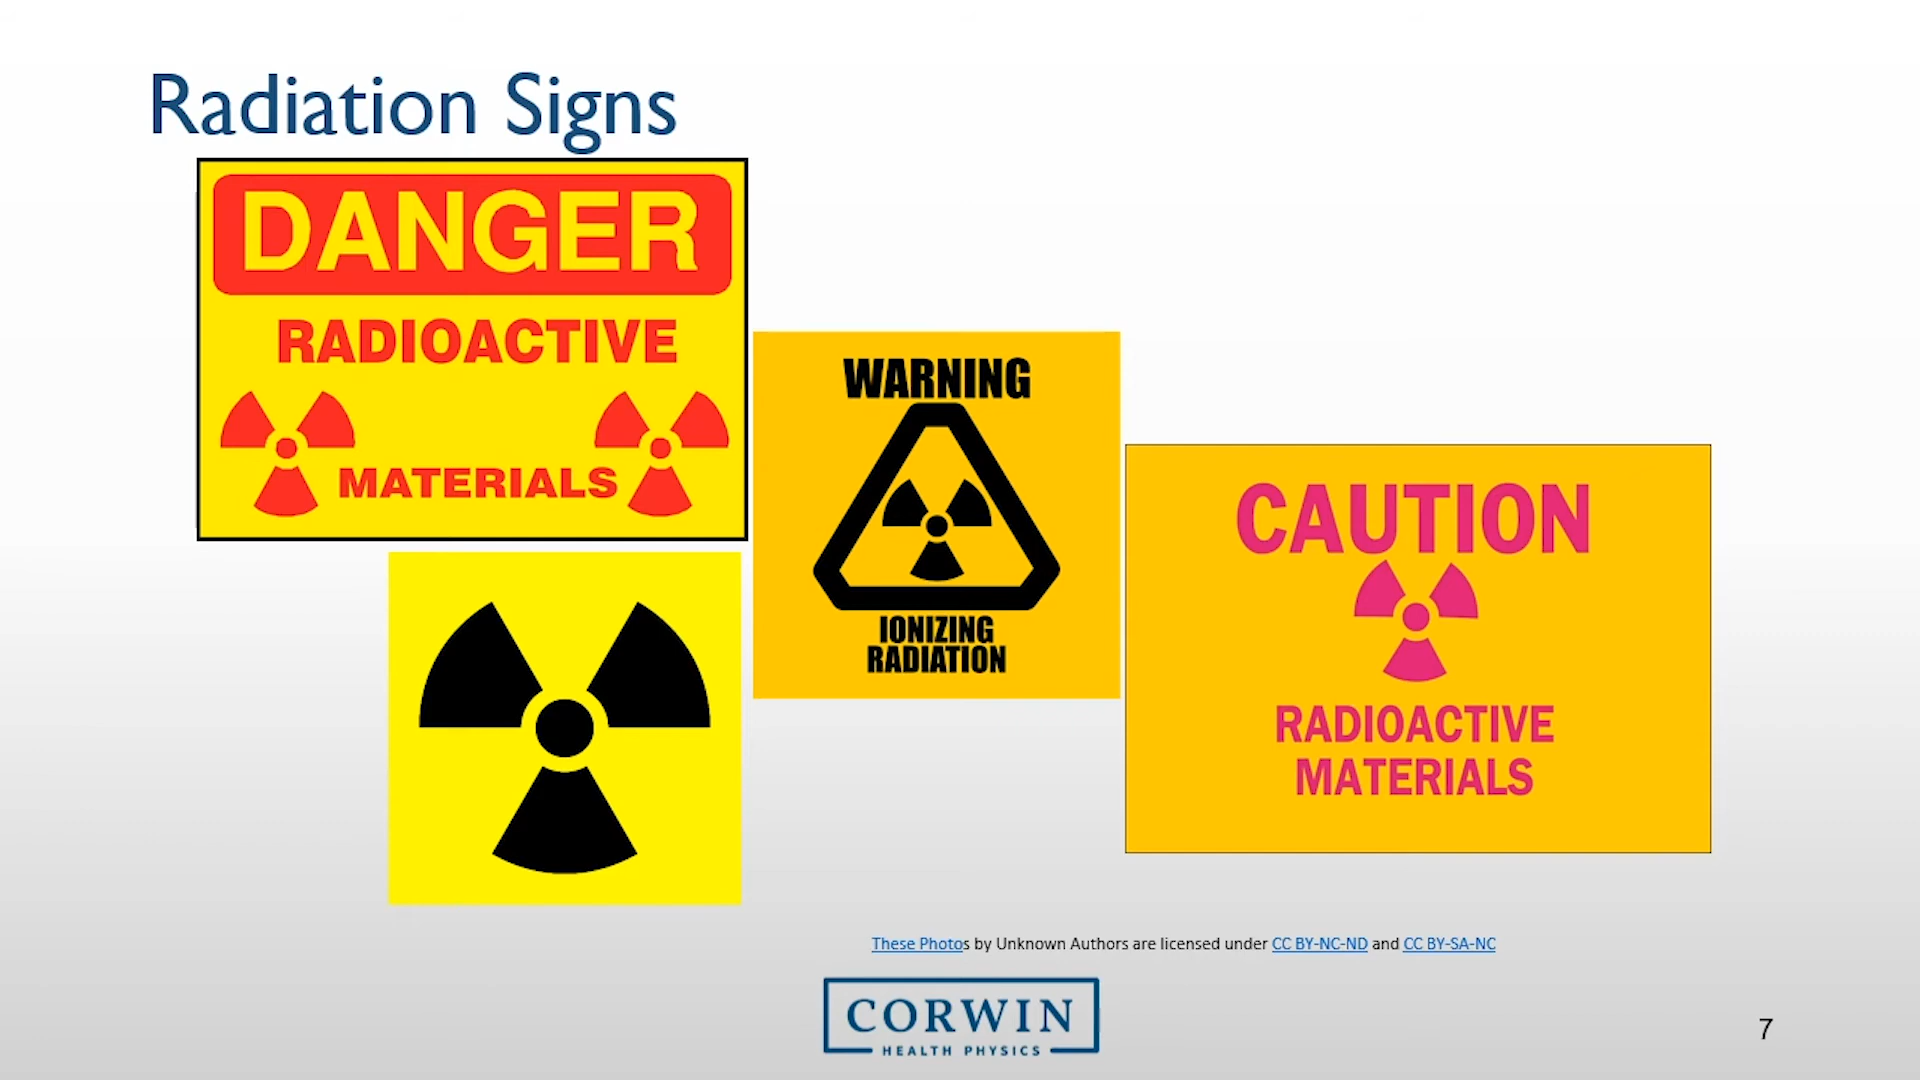 Radiation Signs
DANGER
RADIOACTIVE
MATERIALS
WARNING
IONIZING
RADIATION
CAUTION
RADIOACTIVE
MATERIALS
These Photos by Unknown Authors are licensed under CC BY-NC-ND and CC BY-SA-NC
CORWIN
HEALTH PHYSICS
7